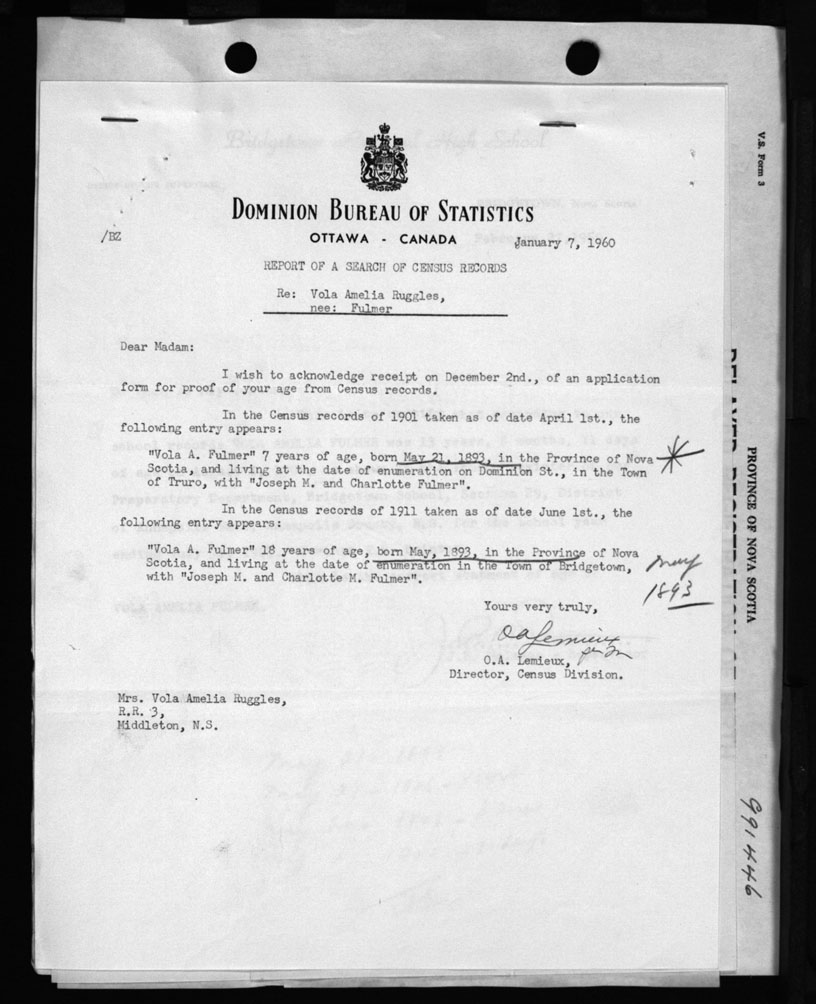 Bridgetown High School
V.S. Form 3
DOMINION BUREAU OF STATISTICS
/BZ
OTTAWA - CANADA
January 7, 1960
REPORT OF A SEARCH OF CENSUS RECORDS
Re: Vola Amelia Ruggles,
nee: Fulmer
Dear Madam:
I wish to acknowledge receipt on December 2nd., of an application
form for proof of your age from Census records.
In the Census records of 1901 taken as of date April 1st., the
following entry appears:
"Vola A. Fulmer" 7 years of age, born May 21, 1893, in the Province of Nova
Scotia, and living at the date of enumeration on Dominion St., in the Town
of Truro, with "Joseph M. and Charlotte Fulmer".
In the Census records of 1911 taken as of date June 1st., the
following entry appears:
"Vola A. Fulmer" 18 years of age, born May, 1893, in the Province of Nova
Scotia, and living at the date of enumeration in the Town of Bridgetown,
with "Joseph M. and Charlotte M. Fulmer".
May
1893
Yours very truly,
OALemieux
O.A. Lemieux,
Director, Census Division.
Mrs. Vola Amelia Ruggles,
R.R. 3,
Middleton, N.S.
PROVINCE OF NOVA SCOTIA
VOLA AMELIA FULMER.
991446